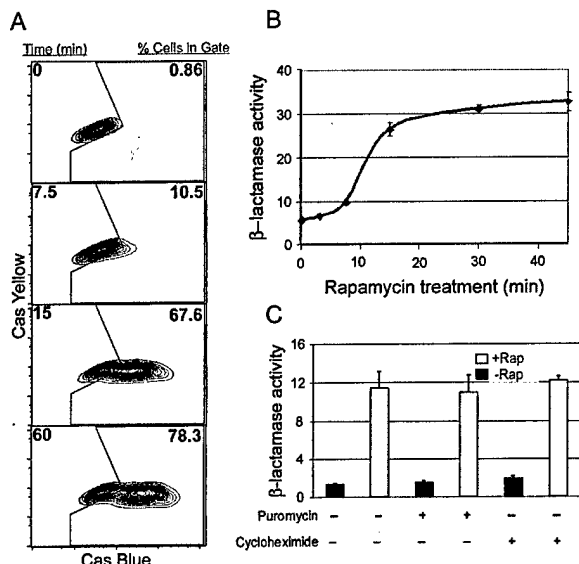 A
Time (min) % Cells in Gate
0 0.86
7.5 10.5
15 67.6
60 78.3
Cas Yellow
Cas Blue
B
β-lactamase activity
40
30
20
10
0
0 10 20 30 40
Rapamycin treatment (min)
C
β-lactamase activity
16
12
8
4
0
+Rap
-Rap
Puromycin – – + + – –
Cycloheximide – – – – + +